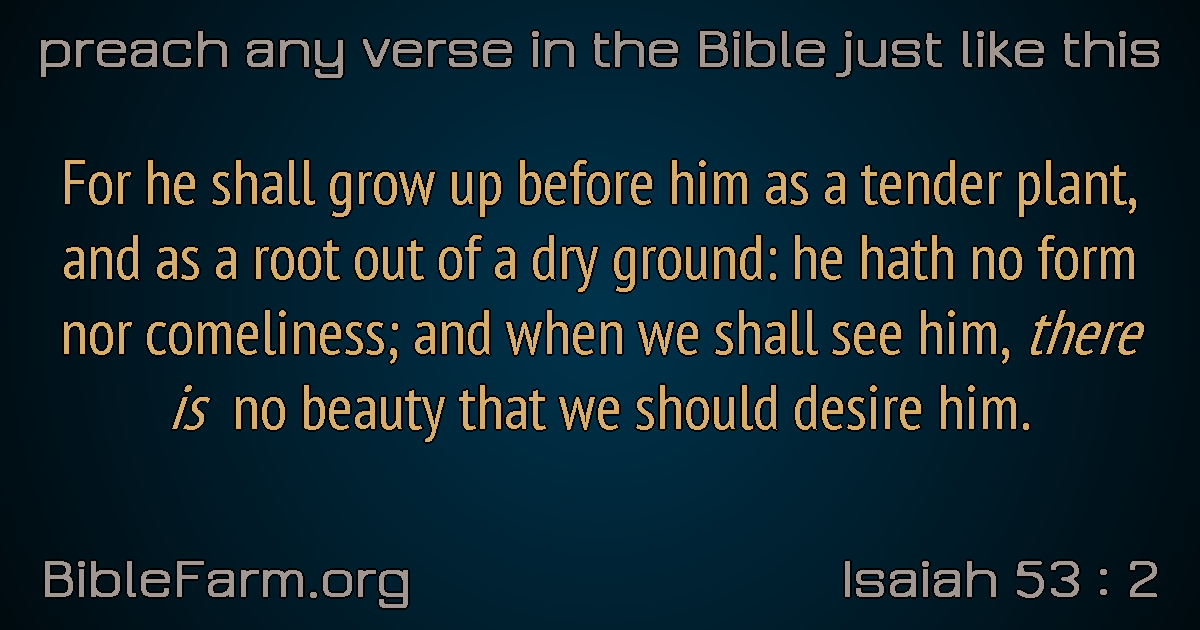 preach any verse in the Bible just like this
For he shall grow up before him as a tender plant,
and as a root out of a dry ground: he hath no form
nor comeliness; and when we shall see him, there
is no beauty that we should desire him.
BibleFarm.org
Isaiah 53 : 2